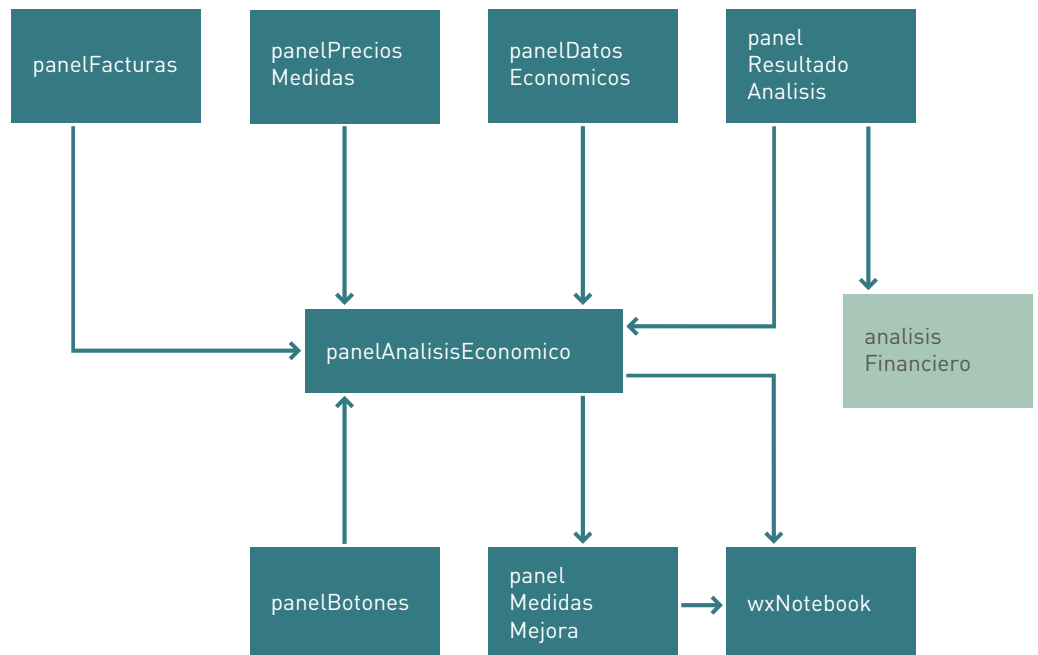 panelFacturas
panelPrecios
Medidas
panelDatos
Economicos
panel
Resultado
Analisis
panelAnalisisEconomico
analisis
Financiero
panelBotones
panel
Medidas
Mejora
wxNotebook